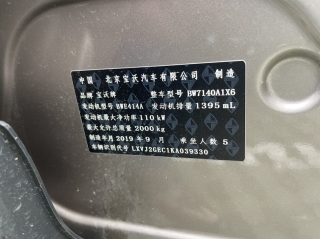 中国 北京宝沃汽车有限公司 制造
品牌 宝沃牌 整车型号 BW7140A1X6
发动机型号 BWE414A 发动机排量 1395 mL
发动机最大净功率 110 kW
最大允许总质量 2000 kg
制造年月 2019 年 9 月 乘坐人数 5
车辆识别代号 LXVJ2GEC1KA039330